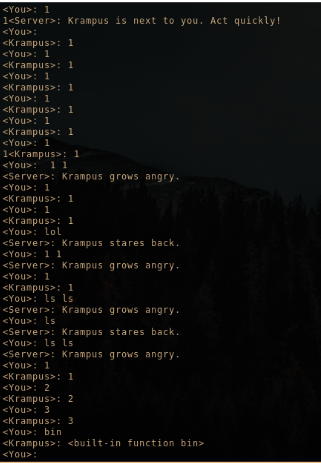 <You>: 1
1<Server>: Krampus is next to you. Act quickly!
<You>:
<Krampus>: 1
<You>: 1
<Krampus>: 1
<You>: 1
<Krampus>: 1
<You>: 1
<Krampus>: 1
<You>: 1
<Krampus>: 1
<You>: 1
1<Krampus>: 1
<You>:  1 1
<Server>: Krampus grows angry.
<You>: 1
<Krampus>: 1
<You>: 1
<Krampus>: 1
<You>: lol
<Server>: Krampus stares back.
<You>: 1 1
<Server>: Krampus grows angry.
<You>: 1
<Krampus>: 1
<You>: ls ls
<Server>: Krampus grows angry.
<You>: ls
<Server>: Krampus stares back.
<You>: ls ls
<Server>: Krampus grows angry.
<You>: 1
<Krampus>: 1
<You>: 2
<Krampus>: 2
<You>: 3
<Krampus>: 3
<You>: bin
<Krampus>: <built-in function bin>
<You>: